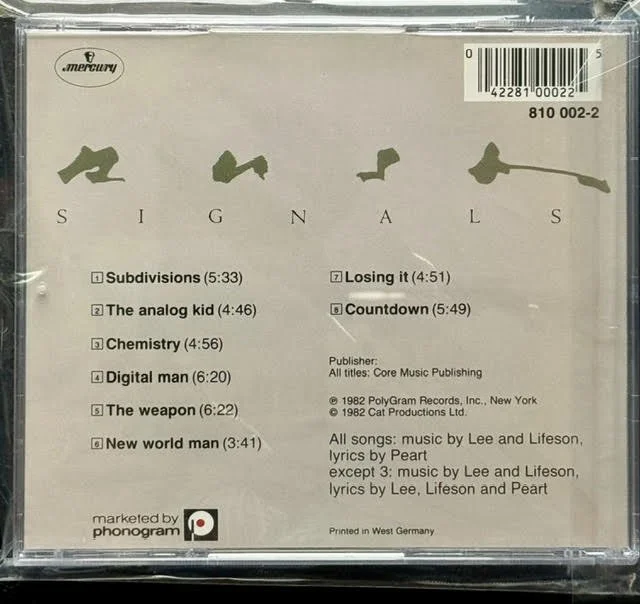 mercury
0 42281 00022 5
810 002-2
SIGNALS
1 Subdivisions (5:33)
2 The analog kid (4:46)
3 Chemistry (4:56)
4 Digital man (6:20)
5 The weapon (6:22)
6 New world man (3:41)
7 Losing it (4:51)
8 Countdown (5:49)
Publisher:
All titles: Core Music Publishing
℗ 1982 PolyGram Records, Inc., New York
© 1982 Cat Productions Ltd.
All songs: music by Lee and Lifeson,
lyrics by Peart
except 3: music by Lee and Lifeson,
lyrics by Lee, Lifeson and Peart
marketed by
phonogram
Printed in West Germany